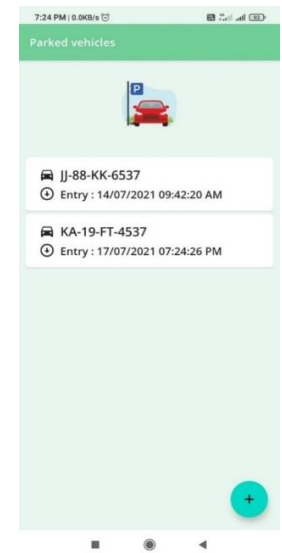 7:24 PM | 0.0KB/s
Parked vehicles
P
JJ-88-KK-6537
Entry : 14/07/2021 09:42:20 AM
KA-19-FT-4537
Entry : 17/07/2021 07:24:26 PM
+